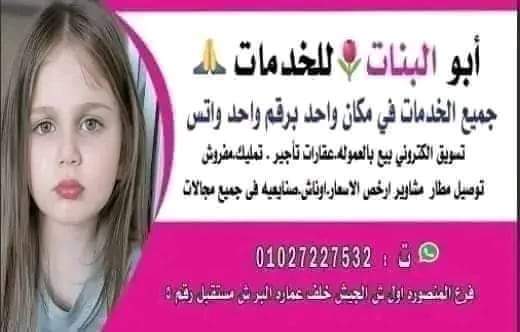 أبو البنات🌷للخدمات 🙏
جميع الخدمات في مكان واحد برقم واحد واتس
تسويق الكتروني بيع بالعموله.عقارات تأجير . تمليك.مفروش
توصيل مطار مشاوير ارخص الاسعار.اوناش.صنايعيه فى جميع مجالات
ت : 01027227532
فرع المنصوره اول ش الجيش خلف عماره البر ش مستقبل رقم ٥